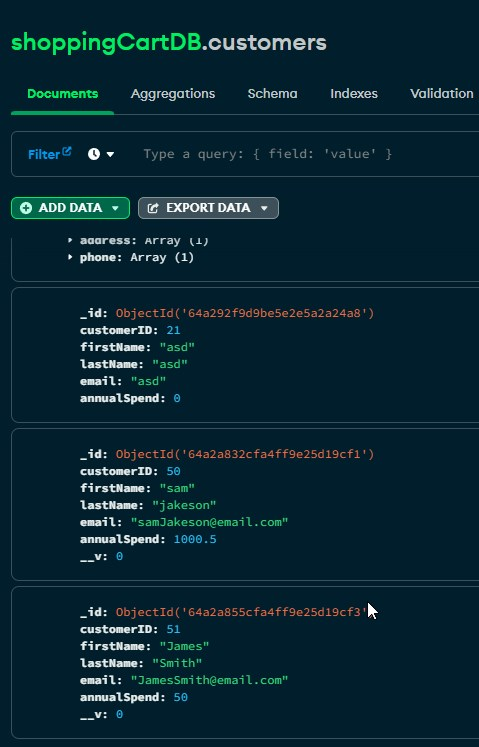 shoppingCartDB.customers
Documents Aggregations Schema Indexes Validation
Filter Type a query: { field: 'value' }
ADD DATA EXPORT DATA
address: Array (1)
phone: Array (1)
_id: ObjectId('64a292f9d9be5e2e5a2a24a8')
customerID: 21
firstName: "asd"
lastName: "asd"
email: "asd"
annualSpend: 0
_id: ObjectId('64a2a832cfa4ff9e25d19cf1')
customerID: 50
firstName: "sam"
lastName: "jakeson"
email: "samJakeson@email.com"
annualSpend: 1000.5
__v: 0
_id: ObjectId('64a2a855cfa4ff9e25d19cf3'
customerID: 51
firstName: "James"
lastName: "Smith"
email: "JamesSmith@email.com"
annualSpend: 50
__v: 0